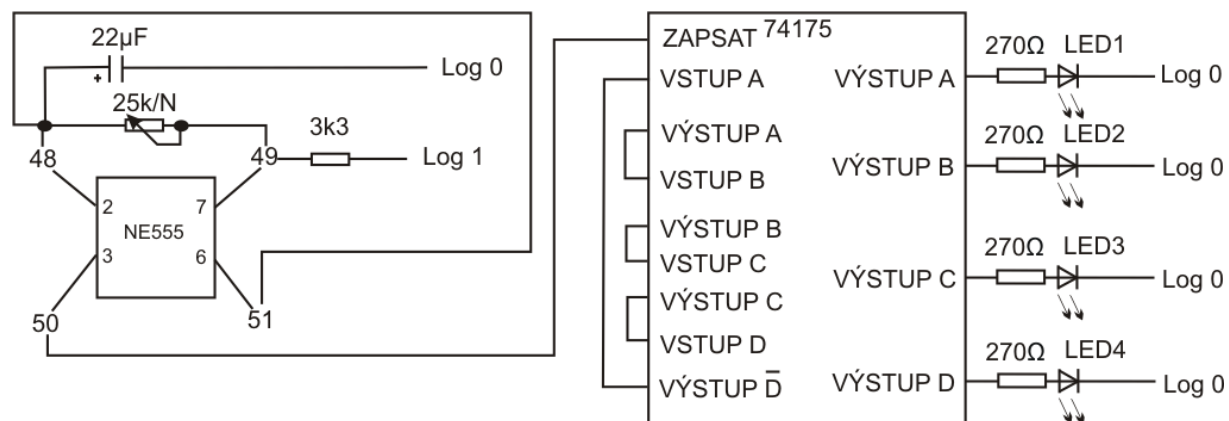 22µF
+
Log 0
25k/N
3k3
48
49
Log 1
2
7
NE555
3
6
50
51
ZAPSAT 74175
VSTUP A
VÝSTUP A
VSTUP B
VÝSTUP B
VSTUP C
VÝSTUP C
VSTUP D
VÝSTUP D̅
VÝSTUP A
270Ω LED1
Log 0
VÝSTUP B
270Ω LED2
Log 0
VÝSTUP C
270Ω LED3
Log 0
VÝSTUP D
270Ω LED4
Log 0